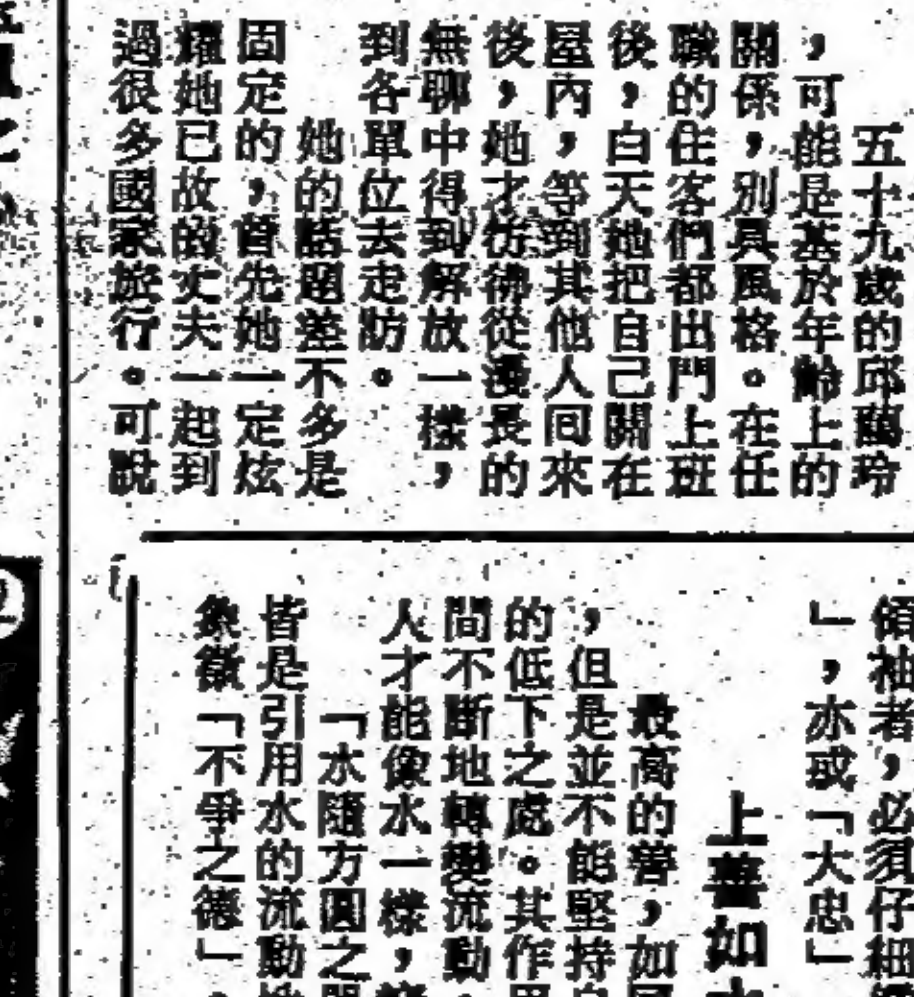 五十九歲的邱鳳玲
，可能是基於年齡上的
關係，別具風格。在任
職的住客們都出門上班
後，白天她把自己關在
屋內，等到其他人回來
後，她才彷彿從漫長的
無聊中得到解放一樣，
到各單位去走訪。
她的話題差不多是
固定的，首先她一定炫
耀她已故的丈夫一起到
過很多國家旅行。可說
領袖者，必須仔細
」，亦或「大忠」
上善如水
最高的善，如
，但是並不能堅持
的低下之處。其作
間不斷地轉變流動
人才能像水一樣，
「水隨方圓之
皆是引用水的流動
象徵「不爭之德」。